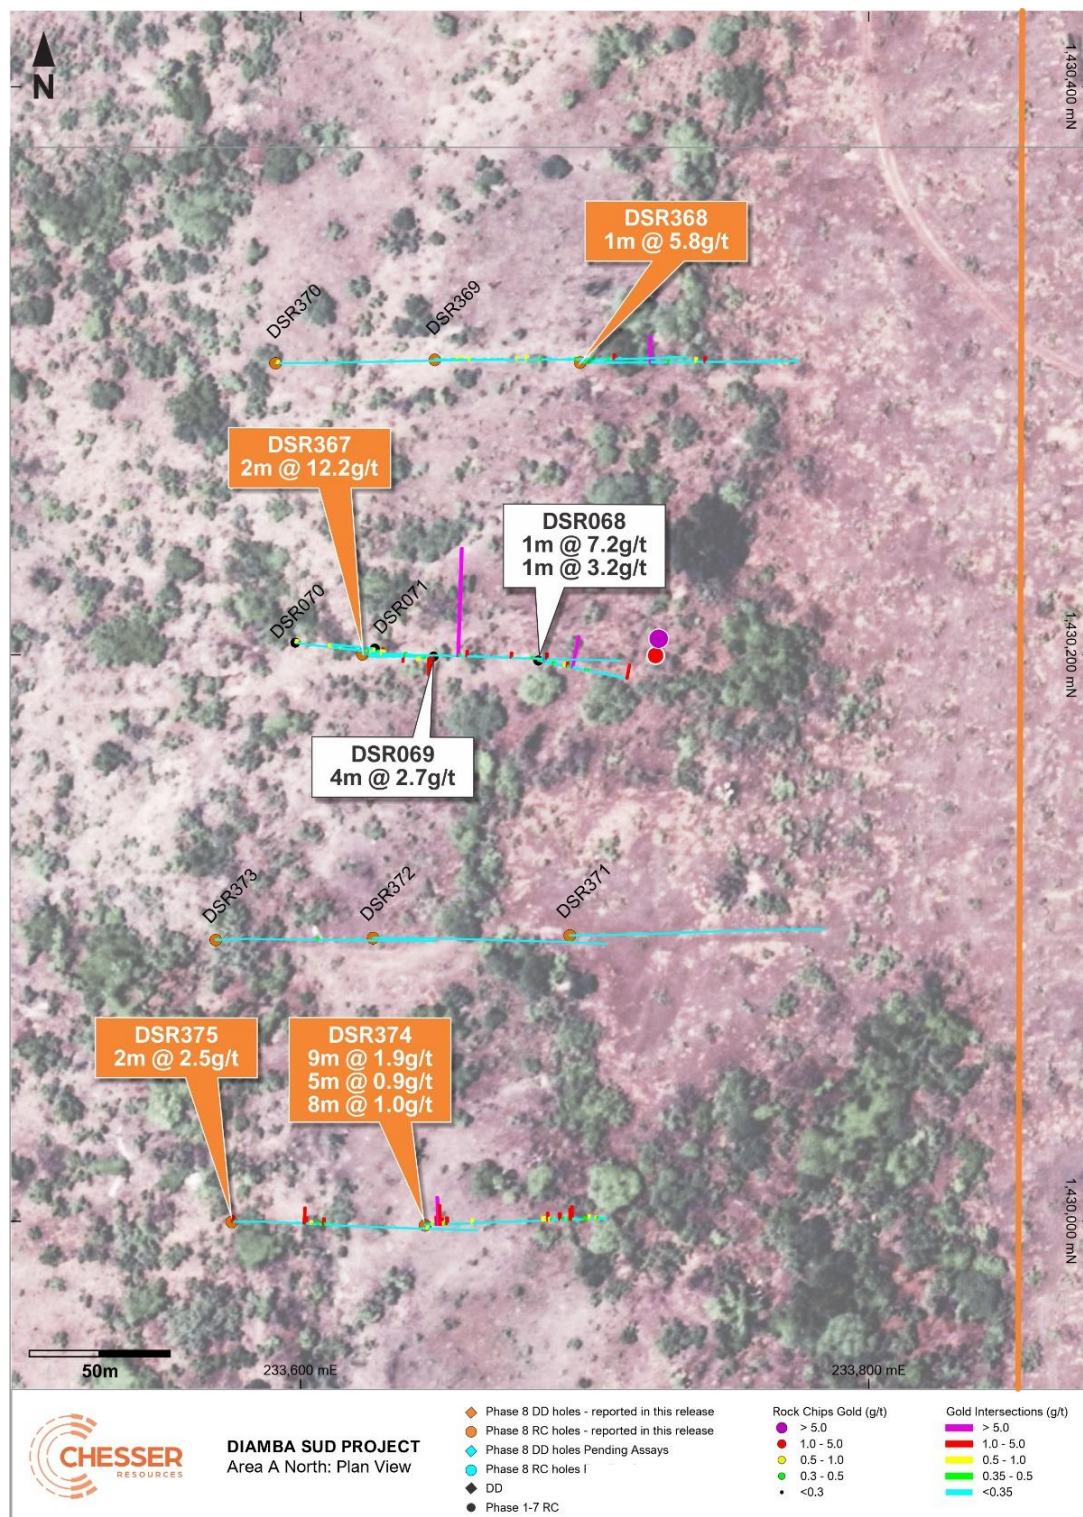 N
1,430,400 mN
DSR368
1m @ 5.8g/t
DSR370
DSR369
DSR367
2m @ 12.2g/t
DSR068
1m @ 7.2g/t
1m @ 3.2g/t
DSR070
DSR071
1,430,200 mN
DSR069
4m @ 2.7g/t
DSR373
DSR372
DSR371
DSR375
2m @ 2.5g/t
DSR374
9m @ 1.9g/t
5m @ 0.9g/t
8m @ 1.0g/t
1,430,000 mN
50m
233,600 mE
233,800 mE
CHESSER
RESOURCES
DIAMBA SUD PROJECT
Area A North: Plan View
Phase 8 DD holes - reported in this release
Phase 8 RC holes - reported in this release
Phase 8 DD holes Pending Assays
Phase 8 RC holes
DD
Phase 1-7 RC
Rock Chips Gold (g/t)
> 5.0
1.0 - 5.0
0.5 - 1.0
0.3 - 0.5
<0.3
Gold Intersections (g/t)
> 5.0
1.0 - 5.0
0.5 - 1.0
0.35 - 0.5
<0.35